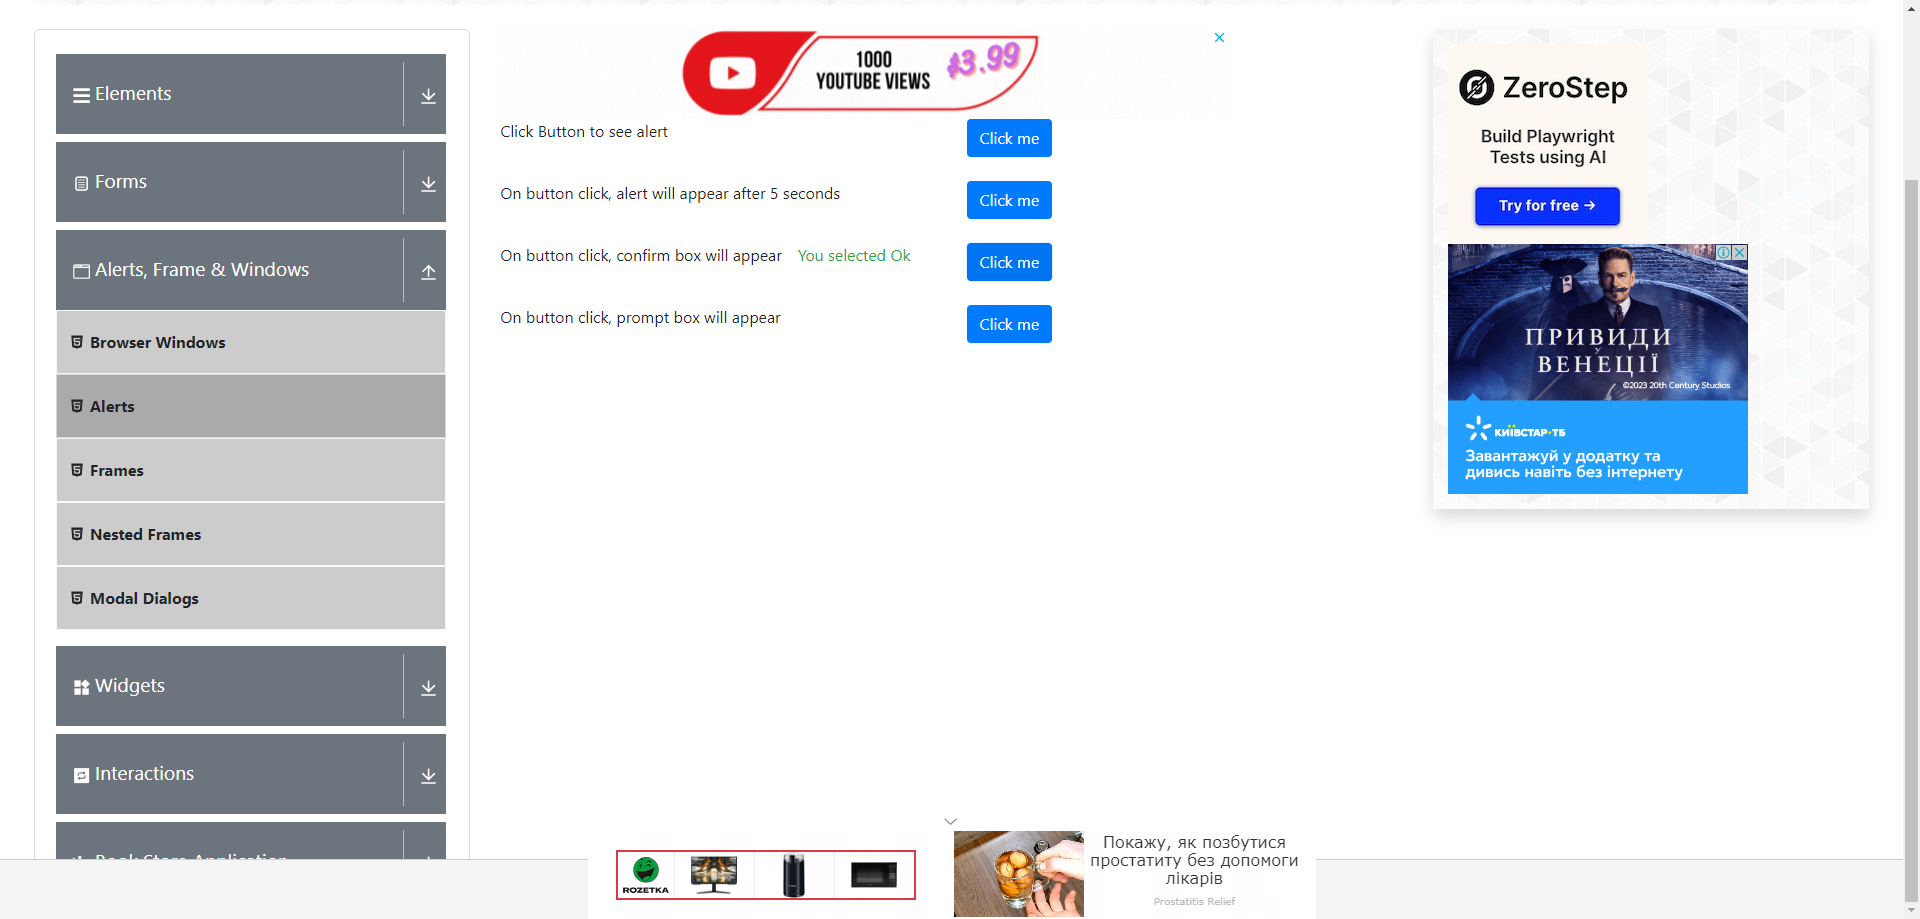 Elements
Forms
Alerts, Frame & Windows
Browser Windows
Alerts
Frames
Nested Frames
Modal Dialogs
Widgets
Interactions
Book Store Application
1000
YOUTUBE VIEWS
$3.99
Click Button to see alert
Click me
On button click, alert will appear after 5 seconds
Click me
On button click, confirm box will appear You selected Ok
Click me
On button click, prompt box will appear
Click me
ZeroStep
Build Playwright
Tests using AI
Try for free →
ПРИВИДИ
У
ВЕНЕЦІЇ
©2023 20th Century Studios
КИЇВСТАР•ТБ
Завантажуй у додатку та
дивись навіть без інтернету
ROZETKA
Покажу, як позбутися
простатиту без допомоги
лікарів
Prostatitis Relief